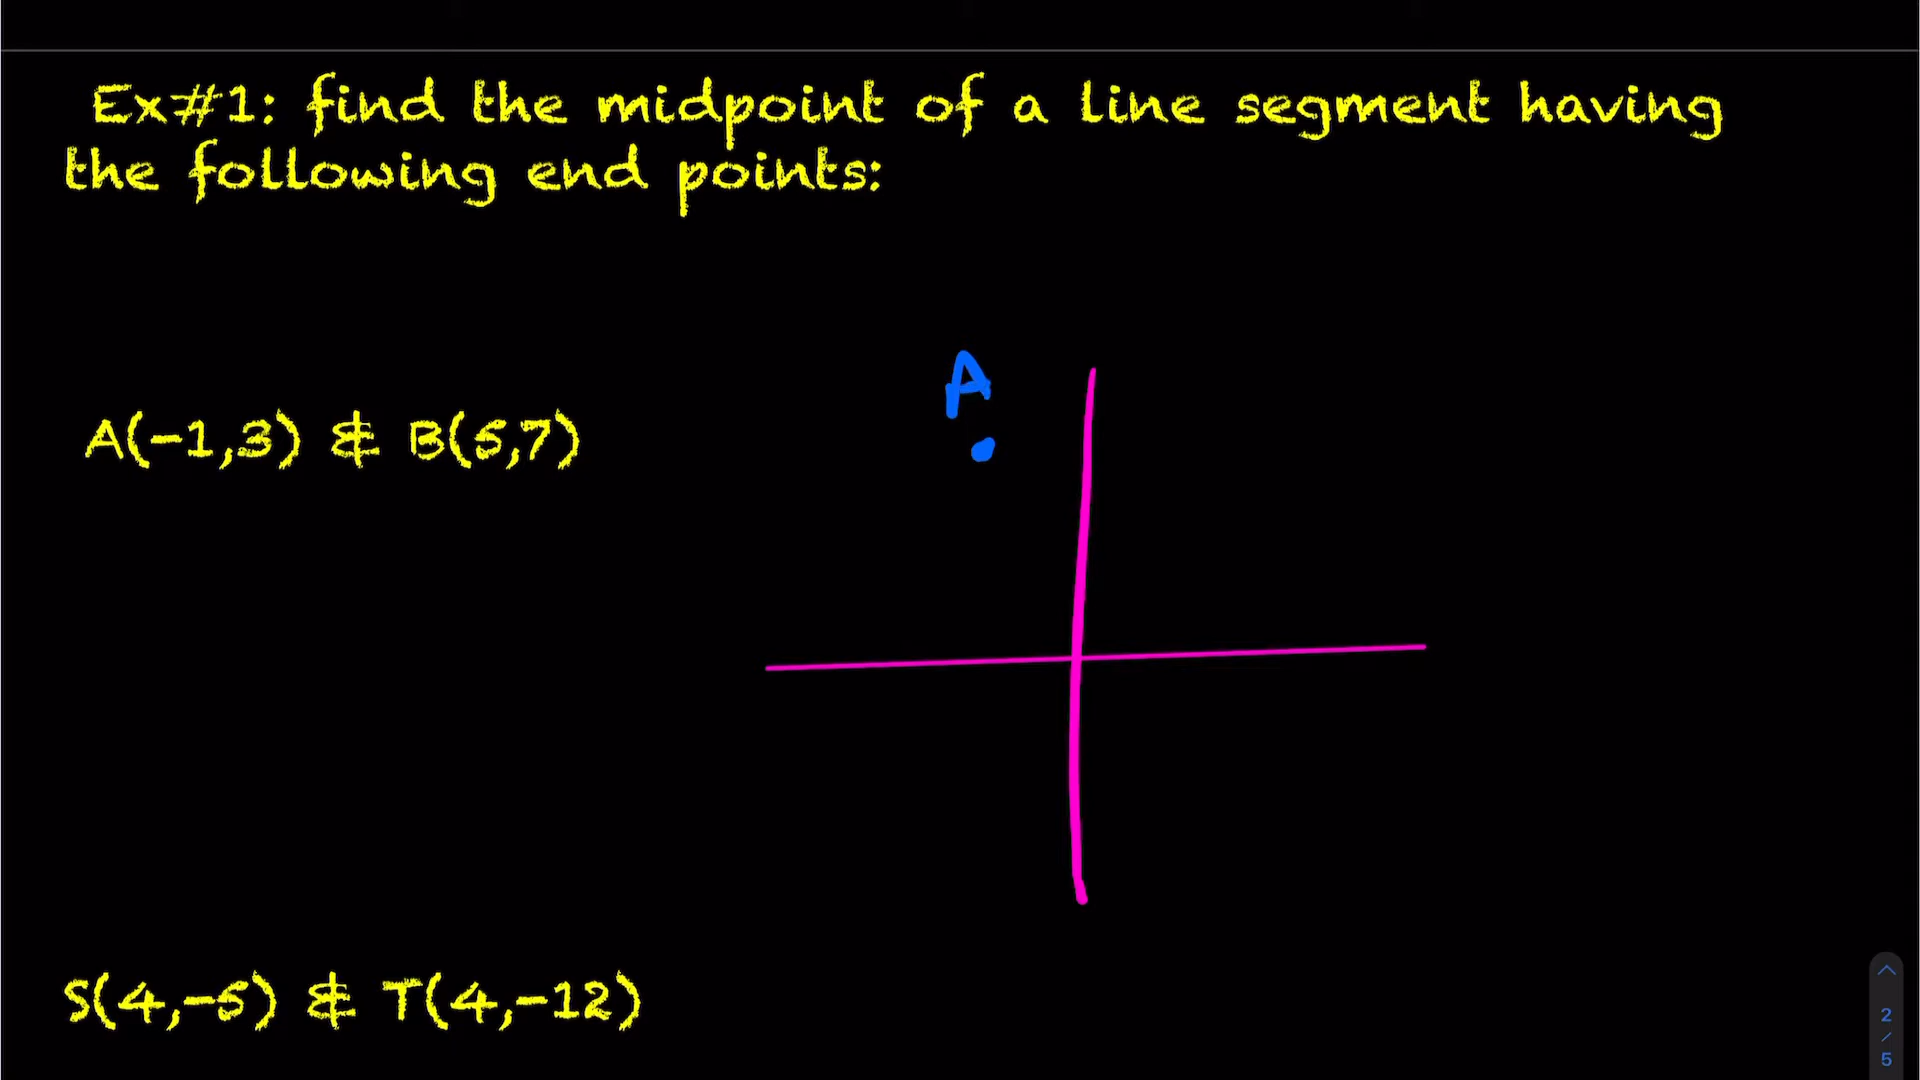 Ex#1: find the midpoint of a line segment having
the following end points:
A
A(-1,3) & B(5,7)
S(4,-5) & T(4,-12)
2
/
5